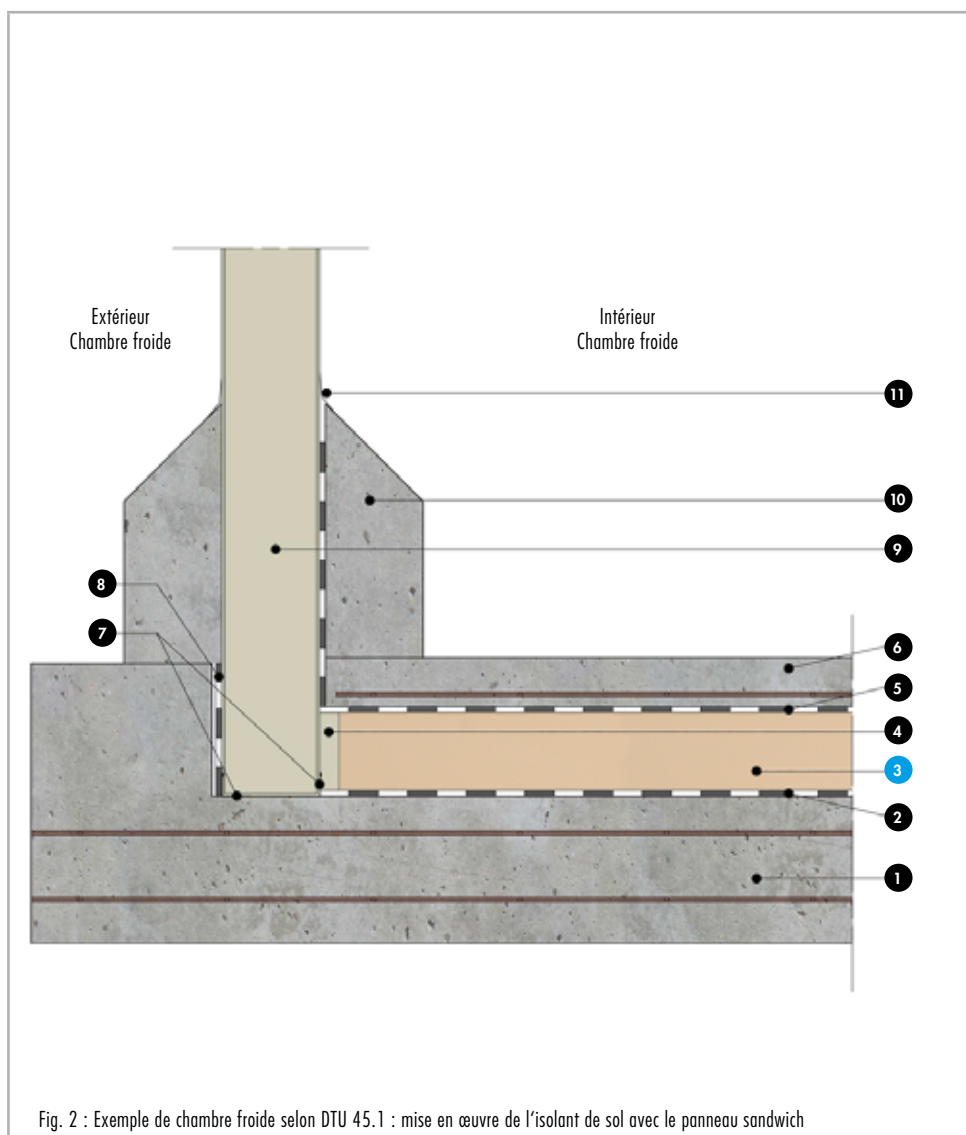 Extérieur
Chambre froide
Intérieur
Chambre froide
11
10
9
8
7
6
5
4
3
2
1
Fig. 2 : Exemple de chambre froide selon DTU 45.1 : mise en œuvre de l‘isolant de sol avec le panneau sandwich